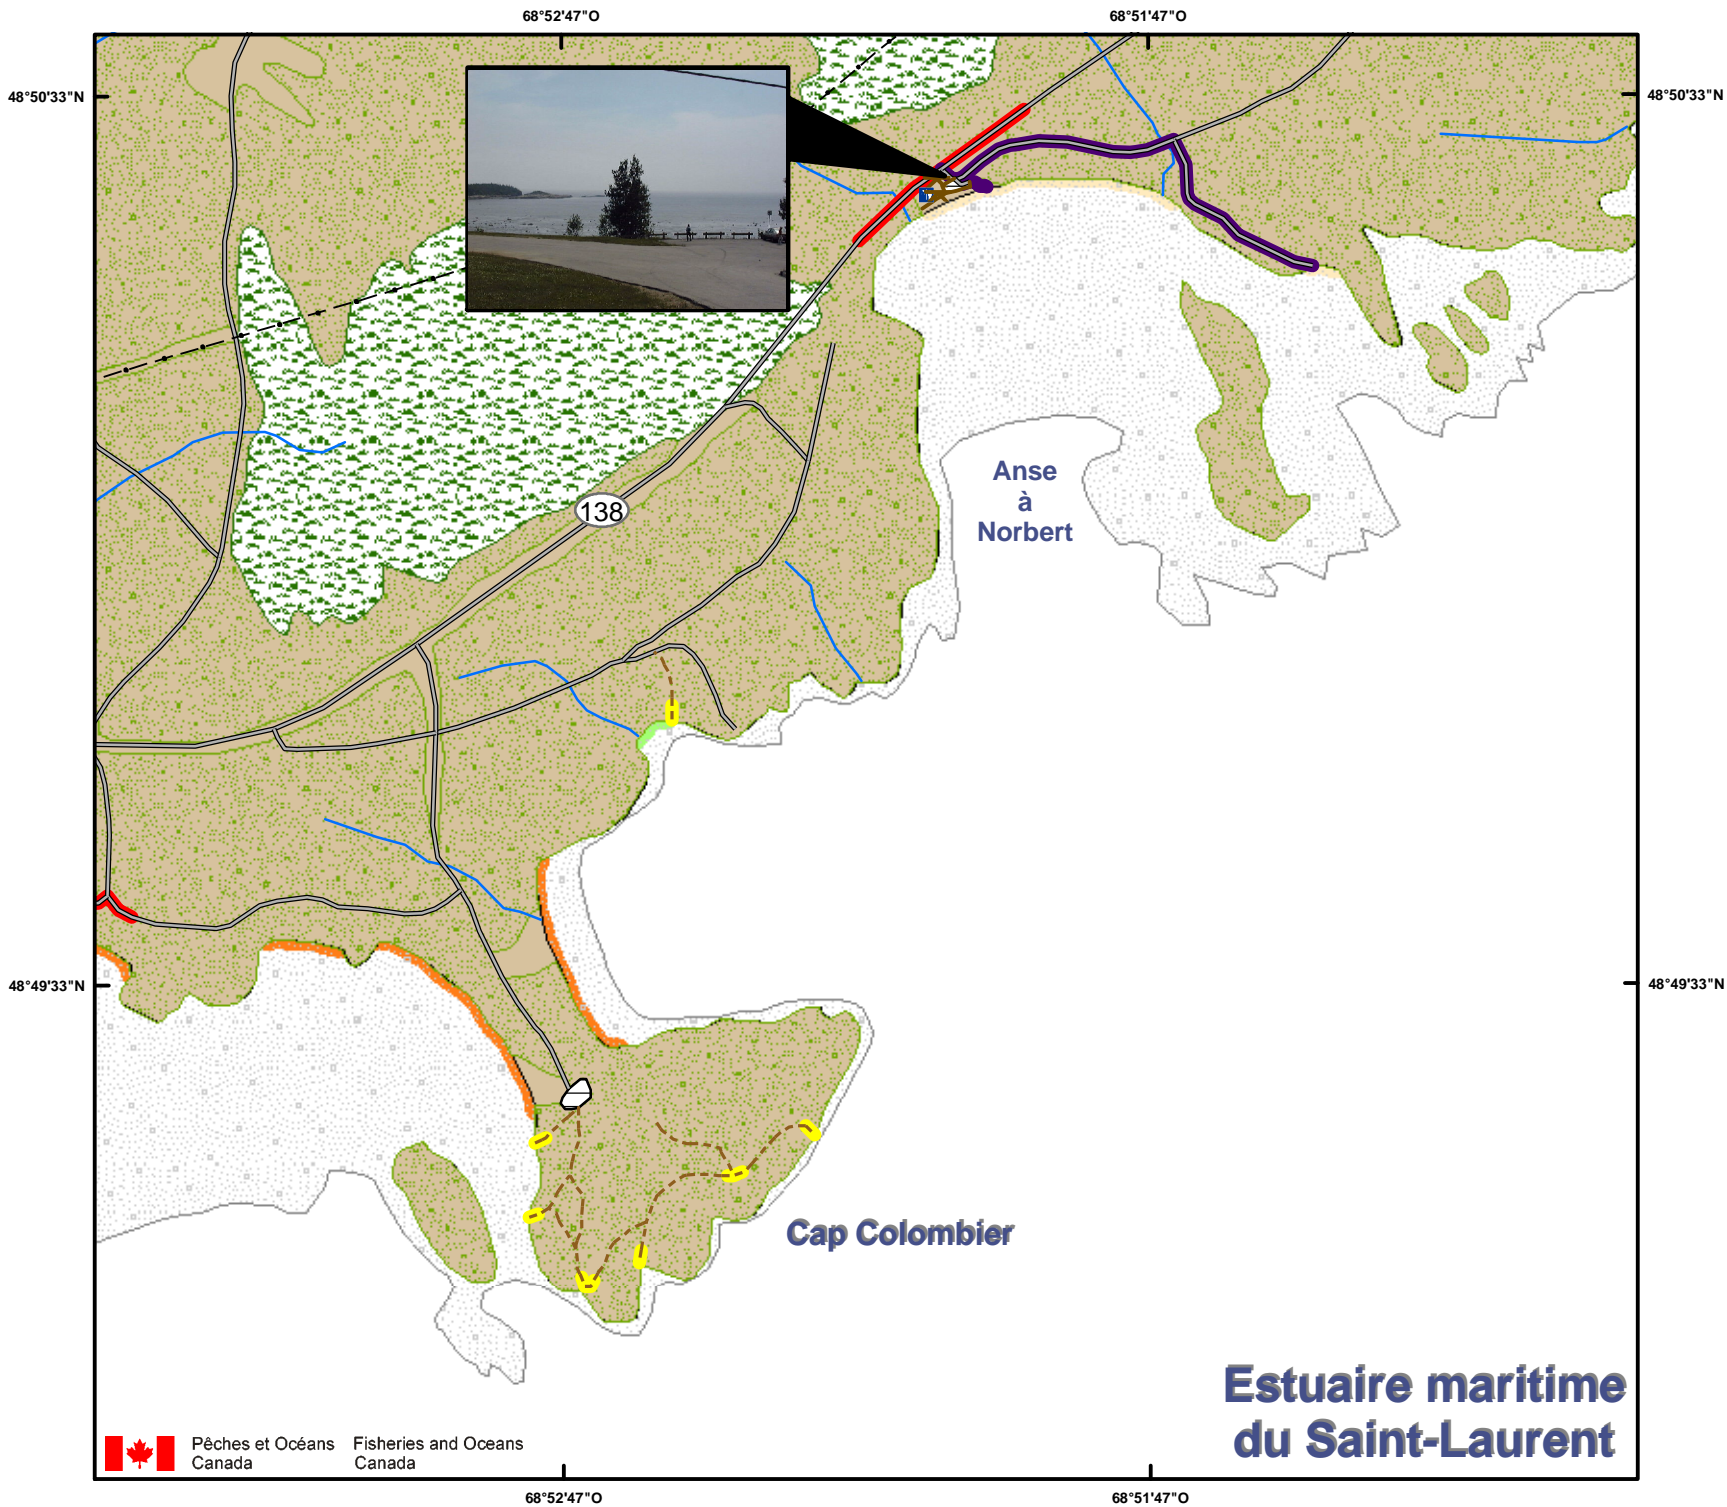 68°52'47"O
68°51'47"O
48°50'33"N
48°50'33"N
138
Anse
à
Norbert
48°49'33"N
48°49'33"N
Cap Colombier
Estuaire maritime
du Saint-Laurent
Pêches et Océans
Canada
Fisheries and Oceans
Canada
68°52'47"O
68°51'47"O